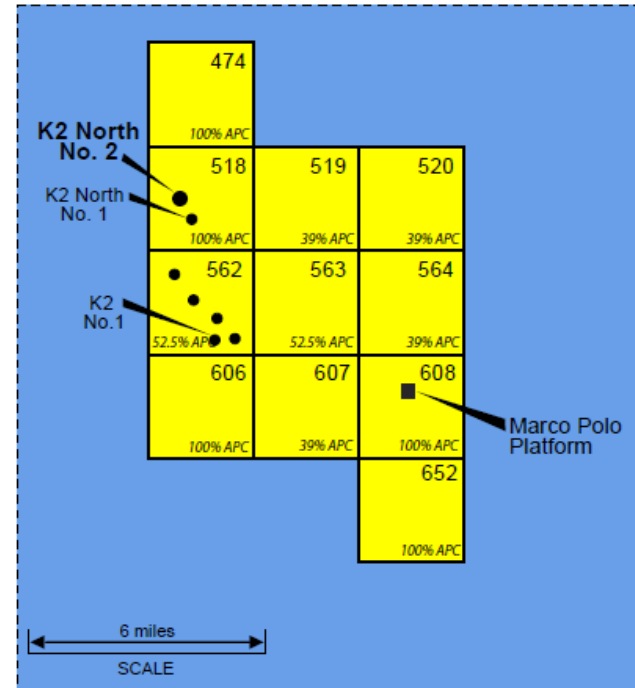 474
100% APC
K2 North
No. 2
518
519
520
K2 North
No. 1
100% APC
39% APC
39% APC
562
563
564
K2
No.1
52.5% APC
52.5% APC
39% APC
606
607
608
Marco Polo
Platform
100% APC
39% APC
100% APC
652
100% APC
6 miles
SCALE